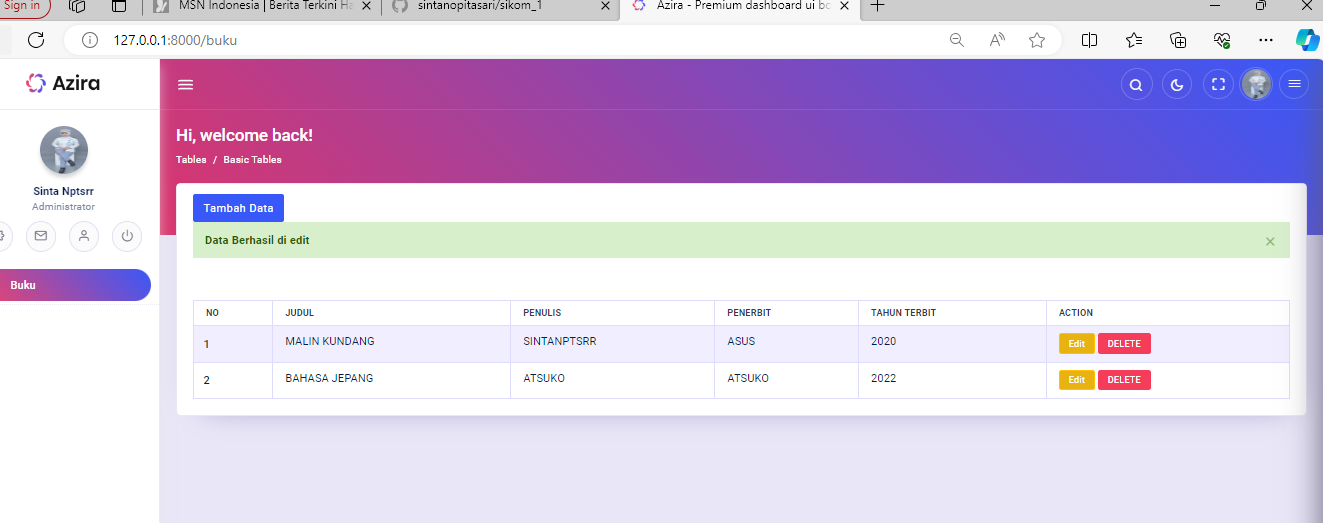 Sign in
MSN Indonesia | Berita Terkini Ha
sintanopitasari/sikom_1
Azira - Premium dashboard ui bo
127.0.0.1:8000/buku
Azira
Sinta Nptsrr
Administrator
Buku
Hi, welcome back!
Tables / Basic Tables
Tambah Data
Data Berhasil di edit
NO JUDUL PENULIS PENERBIT TAHUN TERBIT ACTION
1 MALIN KUNDANG SINTANPTSRR ASUS 2020 Edit DELETE
2 BAHASA JEPANG ATSUKO ATSUKO 2022 Edit DELETE